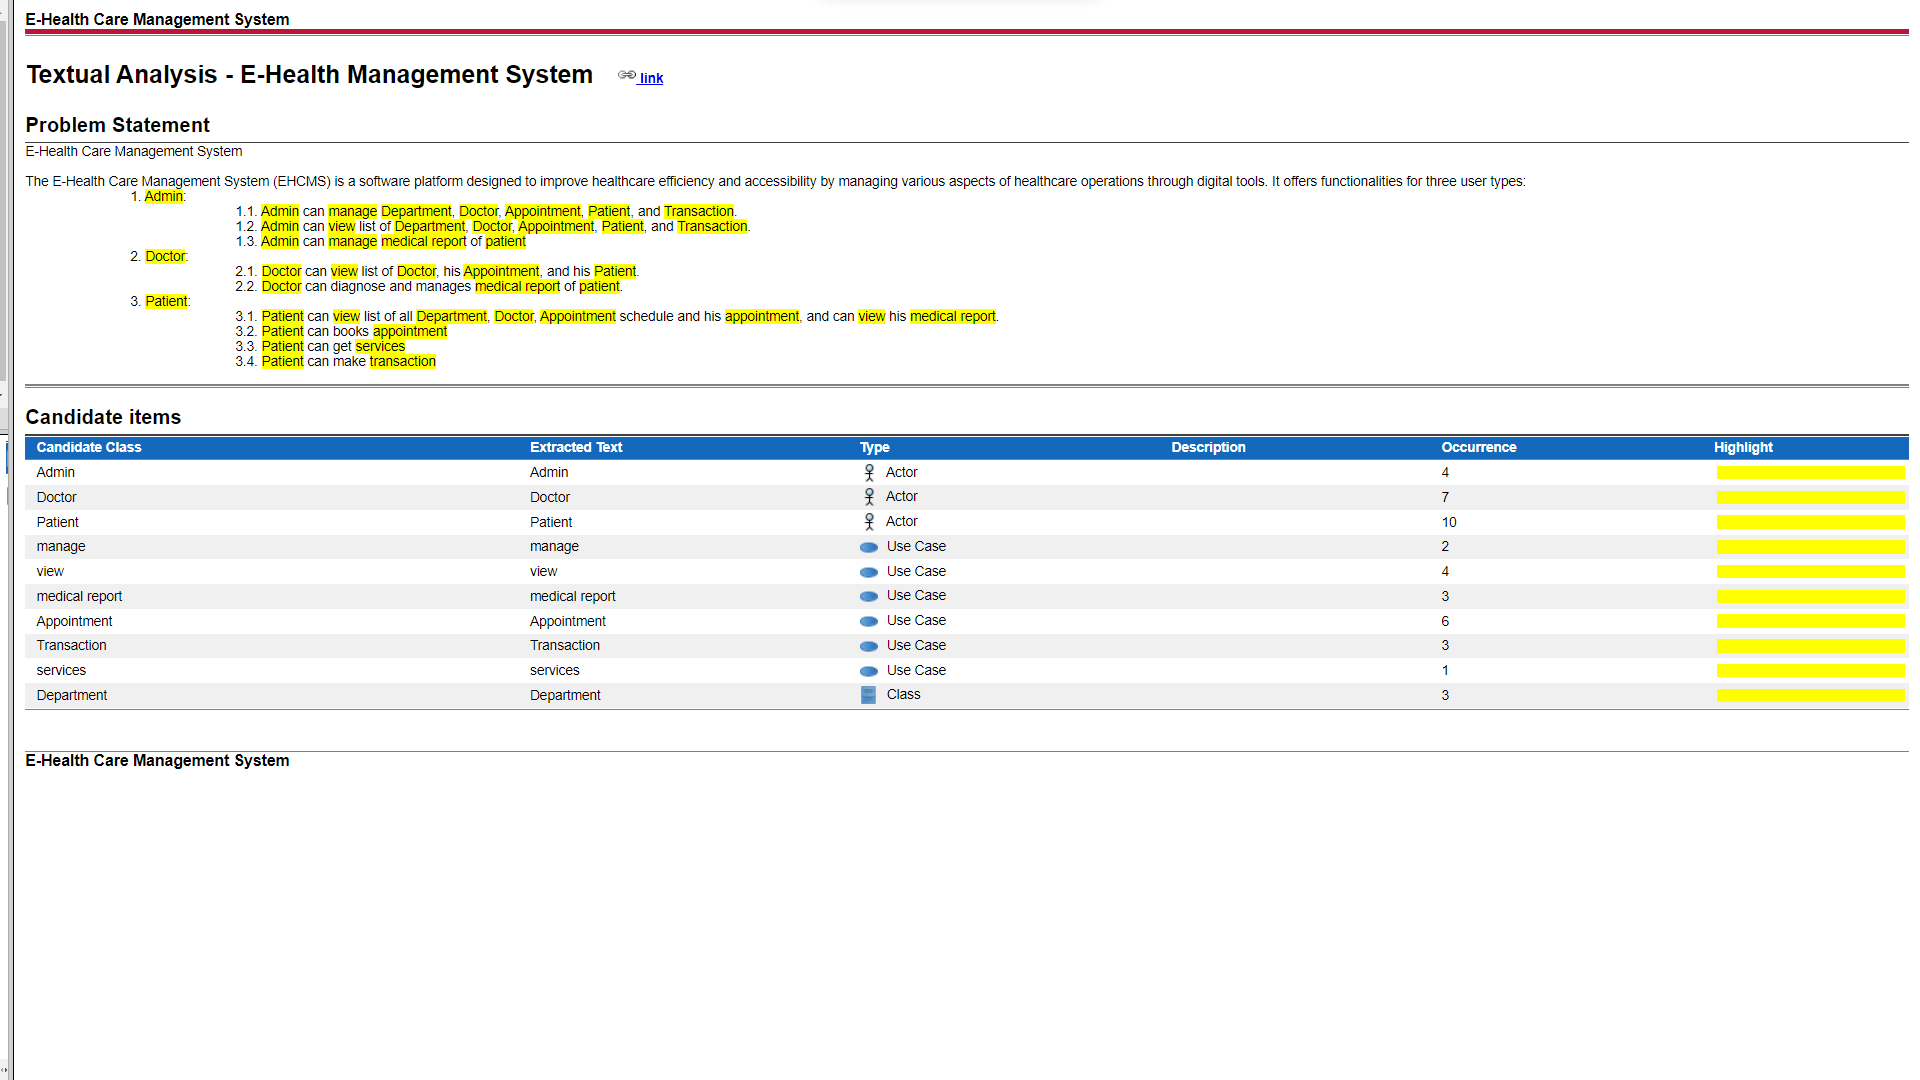 E-Health Care Management System
Textual Analysis - E-Health Management System link
Problem Statement
E-Health Care Management System
The E-Health Care Management System (EHCMS) is a software platform designed to improve healthcare efficiency and accessibility by managing various aspects of healthcare operations through digital tools. It offers functionalities for three user types:
1. Admin:
1.1. Admin can manage Department, Doctor, Appointment, Patient, and Transaction.
1.2. Admin can view list of Department, Doctor, Appointment, Patient, and Transaction.
1.3. Admin can manage medical report of patient
2. Doctor:
2.1. Doctor can view list of Doctor, his Appointment, and his Patient.
2.2. Doctor can diagnose and manages medical report of patient.
3. Patient:
3.1. Patient can view list of all Department, Doctor, Appointment schedule and his appointment, and can view his medical report.
3.2. Patient can books appointment
3.3. Patient can get services
3.4. Patient can make transaction
Candidate items
Candidate Class Extracted Text Type Description Occurrence Highlight
Admin Admin Actor 4
Doctor Doctor Actor 7
Patient Patient Actor 10
manage manage Use Case 2
view view Use Case 4
medical report medical report Use Case 3
Appointment Appointment Use Case 6
Transaction Transaction Use Case 3
services services Use Case 1
Department Department Class 3
E-Health Care Management System